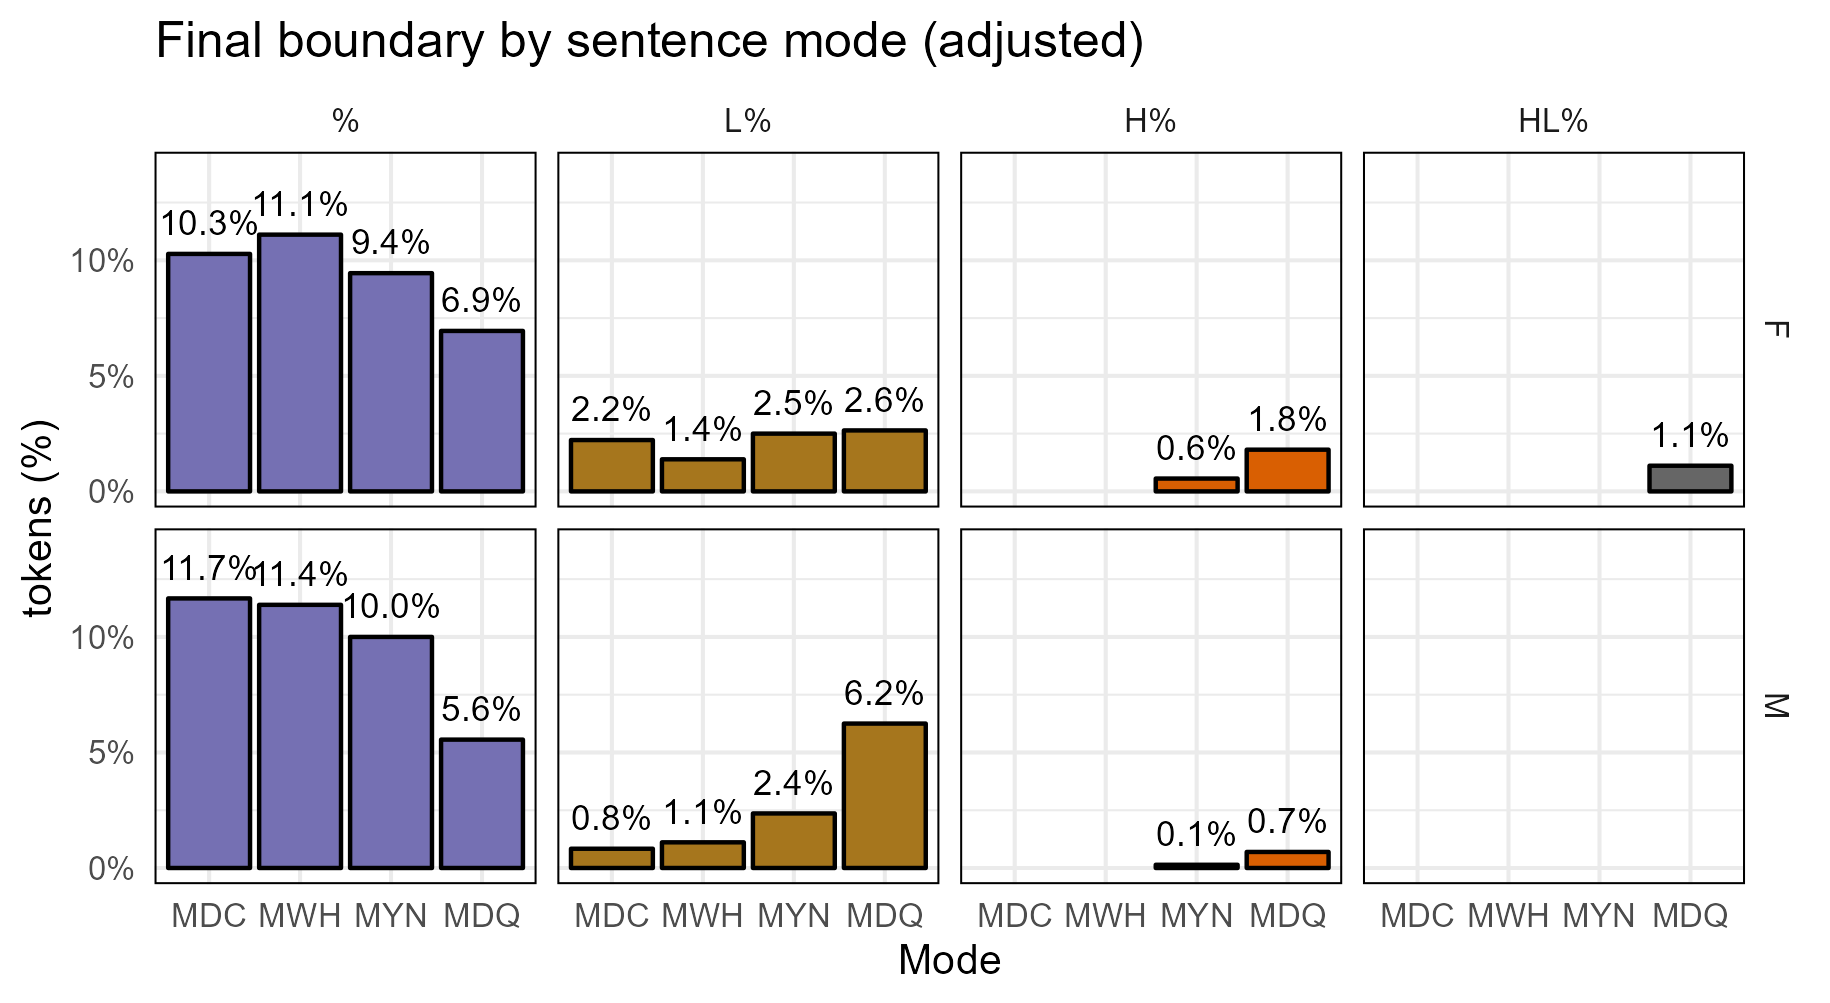 Final boundary by sentence mode (adjusted)
% L% H% HL%
10.3% 11.1% 9.4% 6.9%
2.2% 1.4% 2.5% 2.6%
0.6% 1.8%
1.1%
10%
5%
0%
F
11.7% 11.4% 10.0% 5.6%
0.8% 1.1% 2.4% 6.2%
0.1% 0.7%
10%
5%
0%
M
tokens (%)
MDC MWH MYN MDQ MDC MWH MYN MDQ MDC MWH MYN MDQ MDC MWH MYN MDQ
Mode